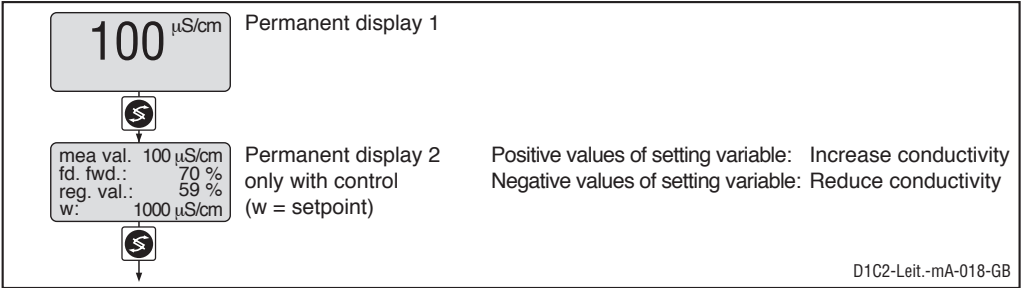 100 µS/cm
Permanent display 1
mea val. 100 µS/cm
fd. fwd.: 70 %
reg. val.: 59 %
w: 1000 µS/cm
Permanent display 2
only with control
(w = setpoint)
Positive values of setting variable: Increase conductivity
Negative values of setting variable: Reduce conductivity
D1C2-Leit.-mA-018-GB